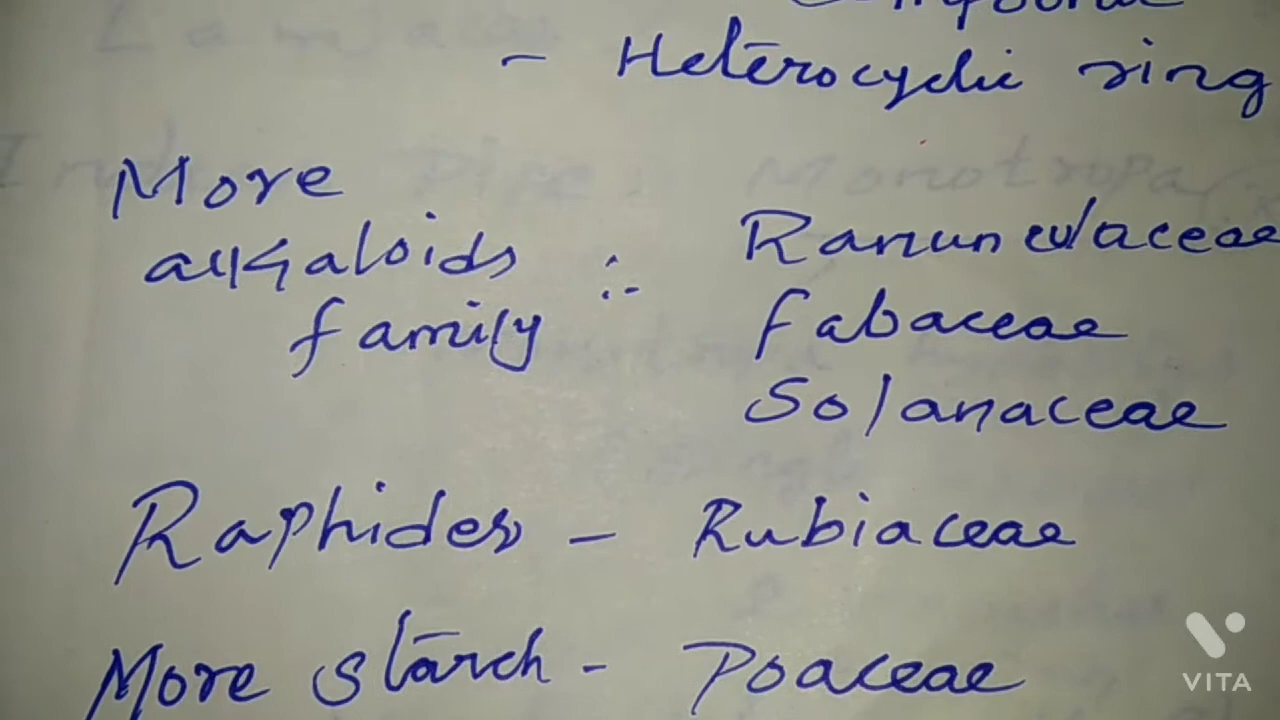 - Heterocyclic ring
More
alkaloids :- Ranunculaceae
family Fabaceae
Solanaceae
Raphides - Rubiaceae
More starch - Poaceae
VITA